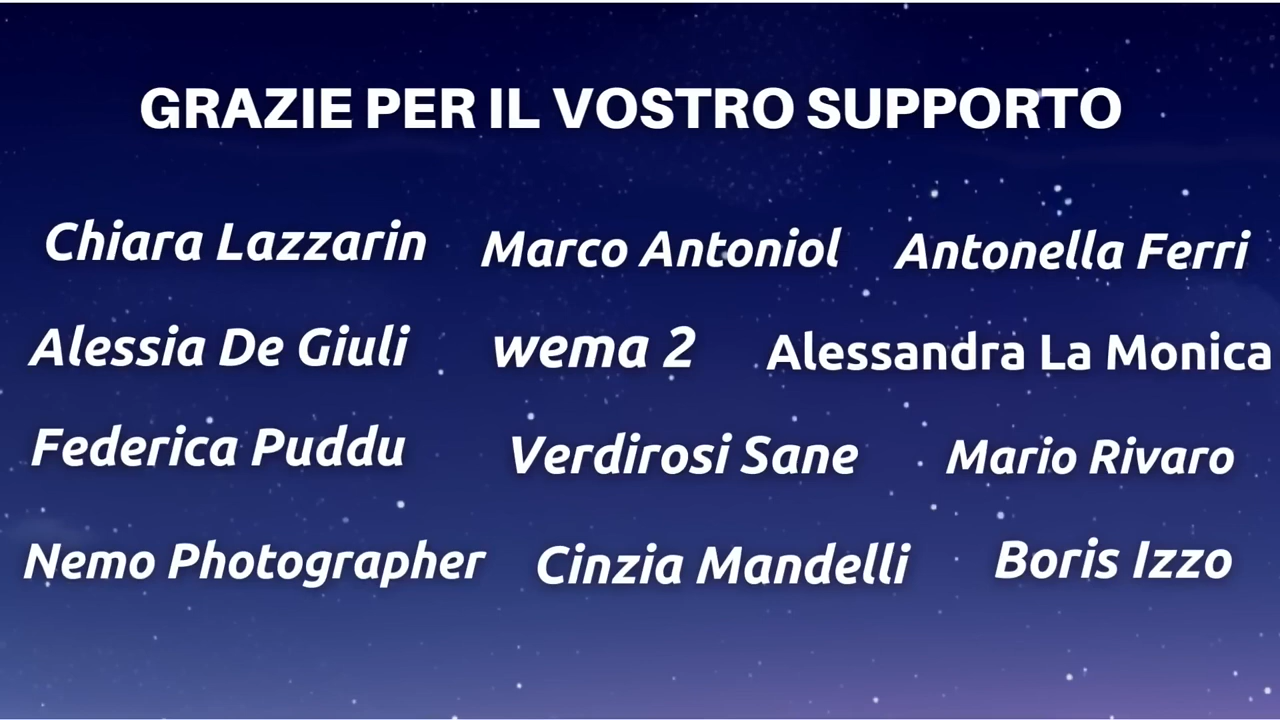 GRAZIE PER IL VOSTRO SUPPORTO
Chiara Lazzarin Marco Antoniol Antonella Ferri
Alessia De Giuli wema 2 Alessandra La Monica
Federica Puddu Verdirosi Sane Mario Rivaro
Nemo Photographer Cinzia Mandelli Boris Izzo